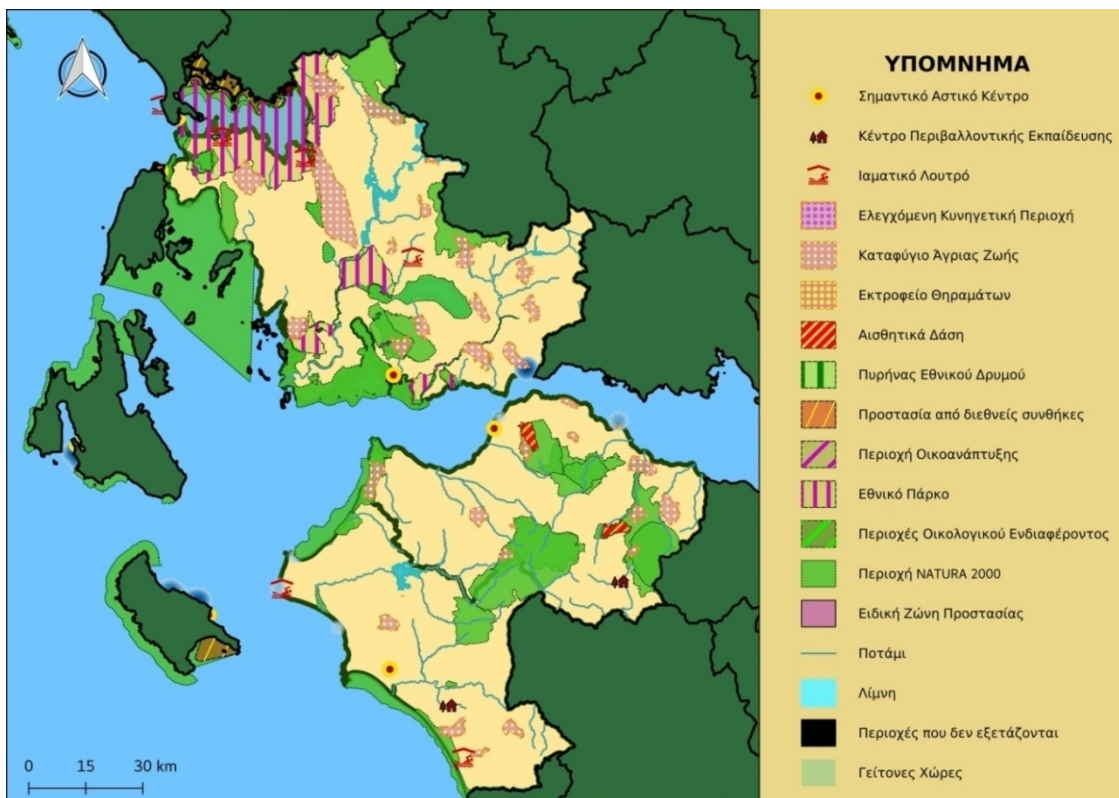 ΥΠΟΜΝΗΜΑ
Σημαντικό Αστικό Κέντρο
Κέντρο Περιβαλλοντικής Εκπαίδευσης
Ιαματικό Λουτρό
Ελεγχόμενη Κυνηγετική Περιοχή
Καταφύγιο Άγριας Ζωής
Εκτροφείο Θηραμάτων
Αισθητικά Δάση
Πυρήνας Εθνικού Δρυμού
Προστασία από διεθνείς συνθήκες
Περιοχή Οικοανάπτυξης
Εθνικό Πάρκο
Περιοχές Οικολογικού Ενδιαφέροντος
Περιοχή NATURA 2000
Ειδική Ζώνη Προστασίας
Ποτάμι
Λίμνη
Περιοχές που δεν εξετάζονται
Γείτονες Χώρες
0 15 30 km